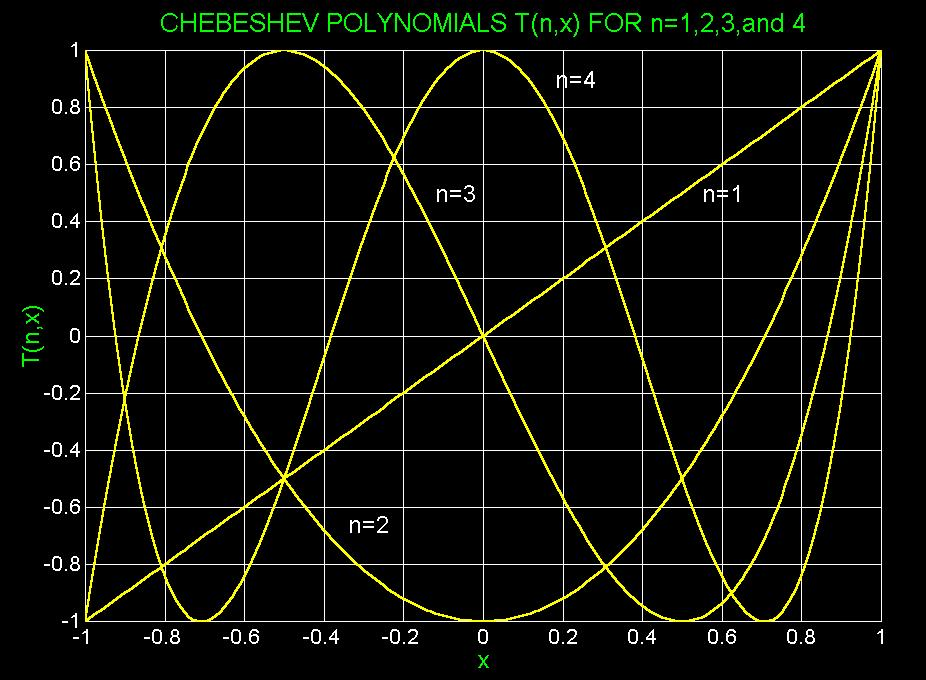 CHEBESHEV POLYNOMIALS T(n,x) FOR n=1,2,3,and 4
1
0.8
0.6
0.4
0.2
0
-0.2
-0.4
-0.6
-0.8
-1
T(n,x)
n=4
n=3
n=1
n=2
-1 -0.8 -0.6 -0.4 -0.2 0 0.2 0.4 0.6 0.8 1
x